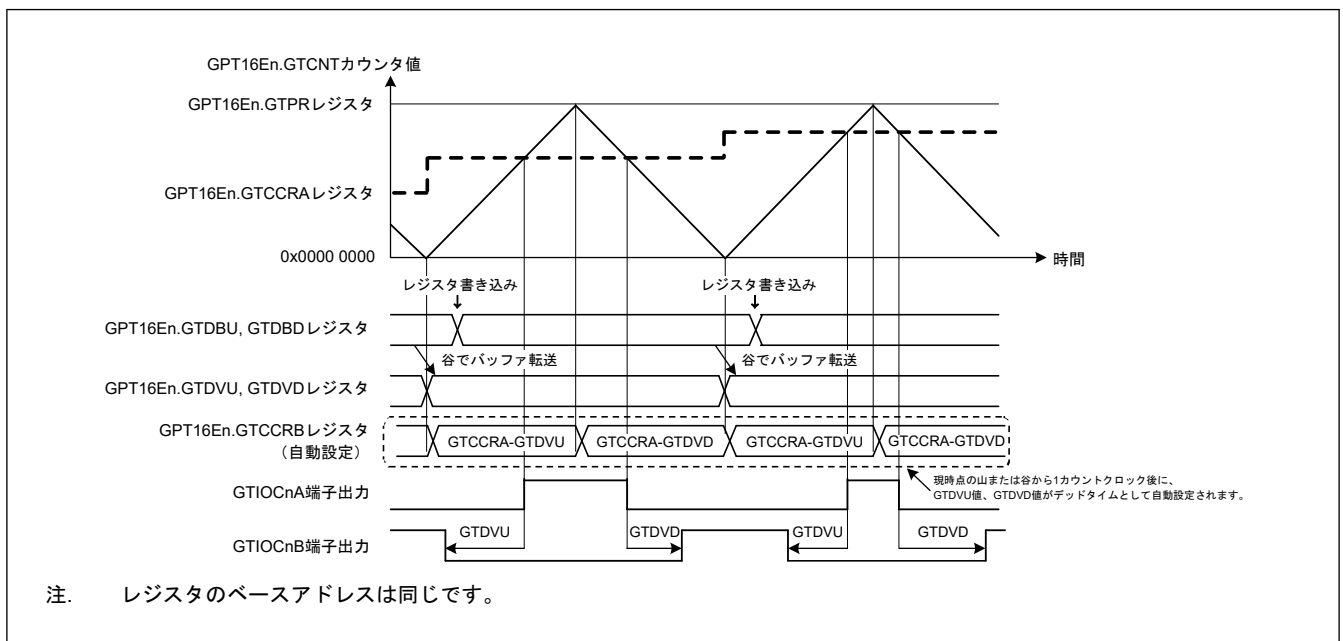 GPT16En.GTCNTカウンタ値
GPT16En.GTPRレジスタ
GPT16En.GTCCRAレジスタ
0x0000 0000
時間
レジスタ書き込み
レジスタ書き込み
GPT16En.GTDBU, GTDBDレジスタ
谷でバッファ転送
谷でバッファ転送
GPT16En.GTDVU, GTDVDレジスタ
GPT16En.GTCCRBレジスタ
（自動設定）
GTCCRA-GTDVU
GTCCRA-GTDVD
GTCCRA-GTDVU
GTCCRA-GTDVD
現時点の山または谷から1カウントクロック後に、
GTDVU値、GTDVD値がデッドタイムとして自動設定されます。
GTIOCnA端子出力
GTDVU
GTDVD
GTDVU
GTDVD
GTIOCnB端子出力
注. レジスタのベースアドレスは同じです。